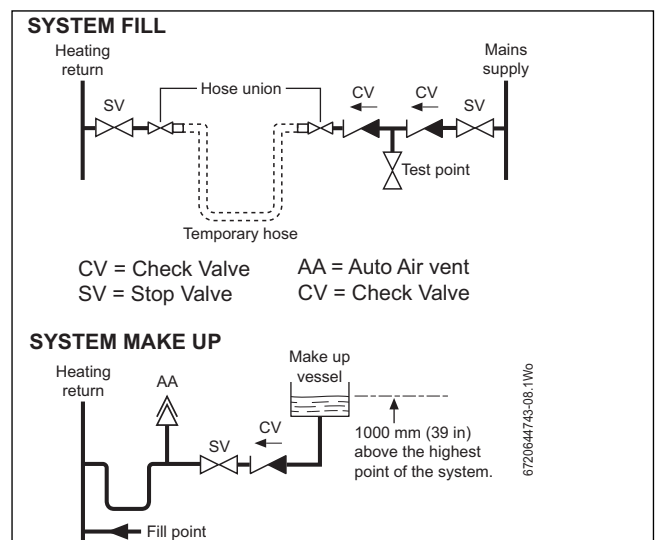 SYSTEM FILL
Heating
return
Mains
supply
Hose union
SV
CV
CV
SV
Test point
Temporary hose
CV = Check Valve
SV = Stop Valve
AA = Auto Air vent
CV = Check Valve
SYSTEM MAKE UP
Heating
return
AA
Make up
vessel
SV
CV
1000 mm (39 in)
above the highest
point of the system.
Fill point
6720644743-08.1Wo